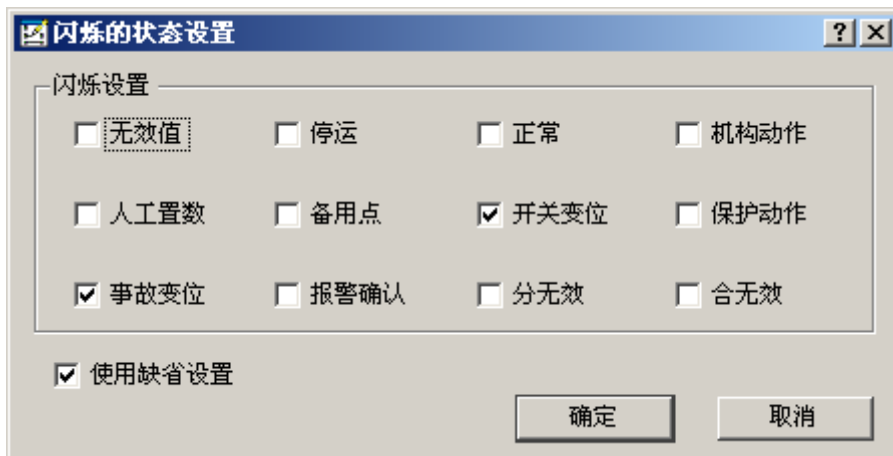 闪烁的状态设置
闪烁设置
无效值 停运 正常 机构动作
人工置数 备用点 开关变位 保护动作
事故变位 报警确认 分无效 合无效
使用缺省设置
确定 取消